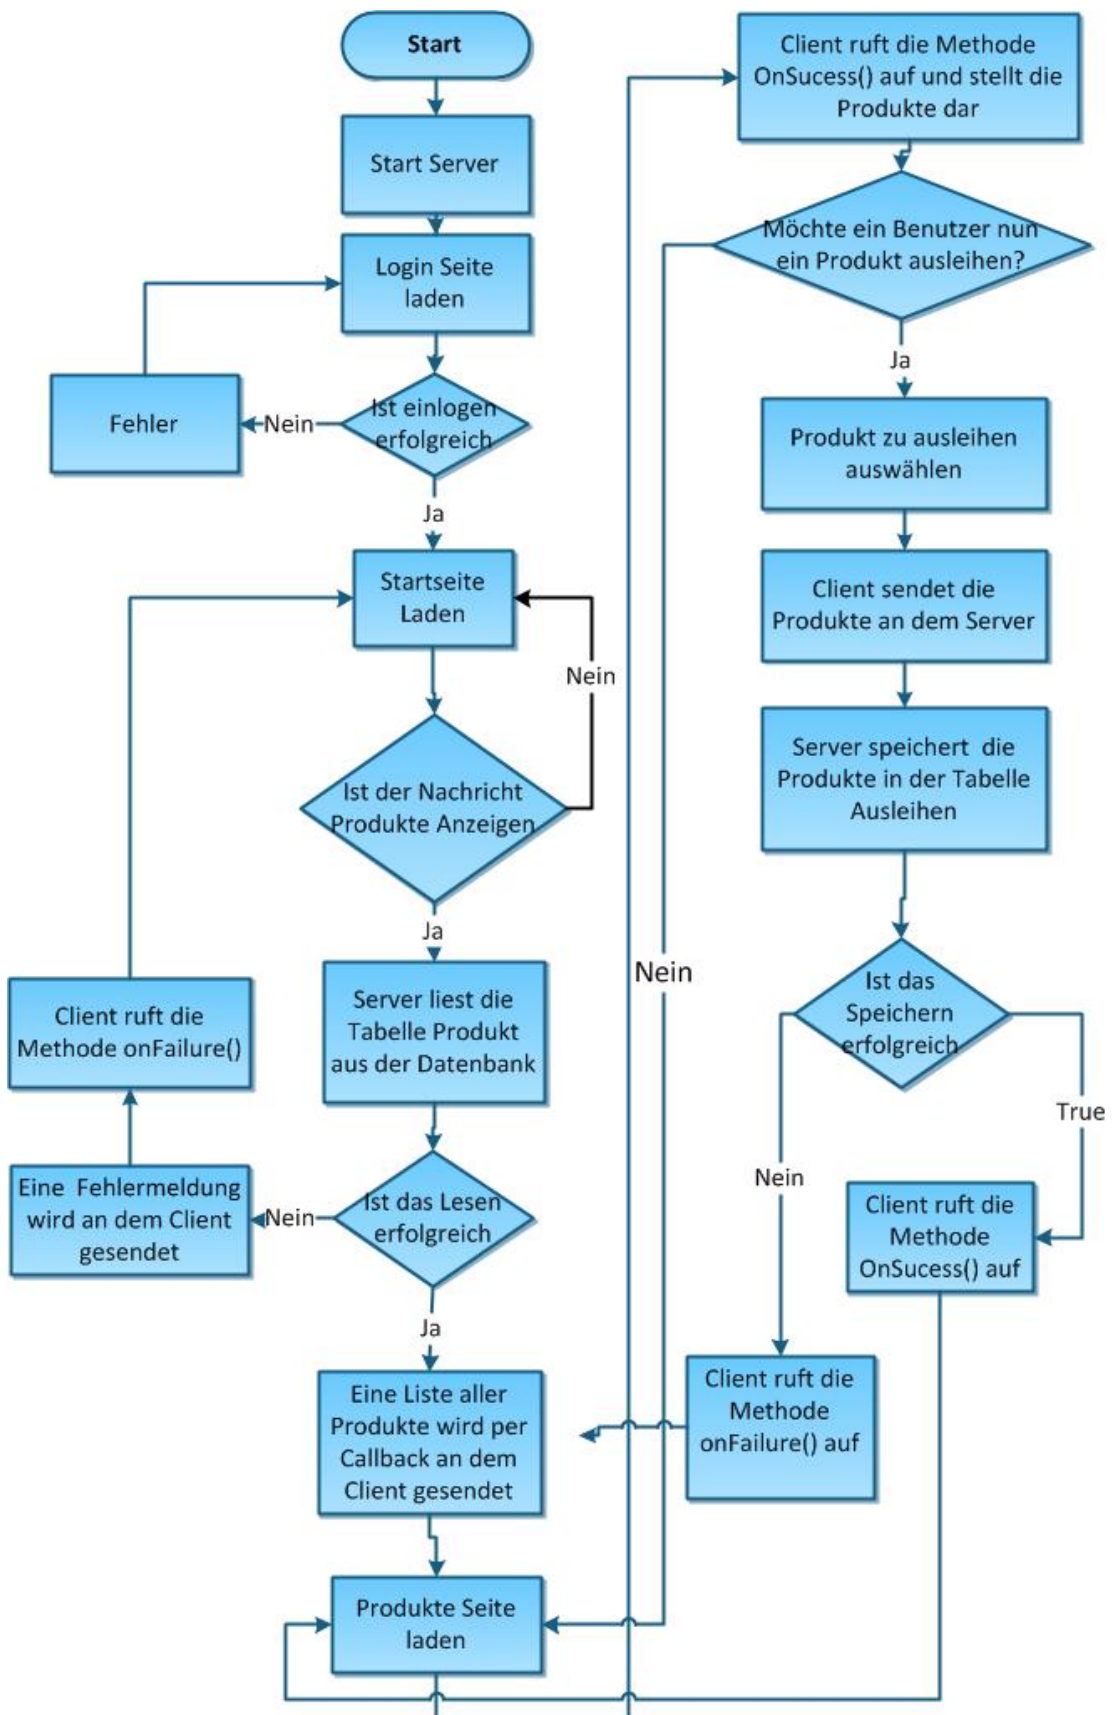 Start
Start Server
Login Seite
laden
Ist einlogen
erfolgreich
Nein
Fehler
Ja
Startseite
Laden
Nein
Ist der Nachricht
Produkte Anzeigen
Ja
Server liest die
Tabelle Produkt
aus der Datenbank
Client ruft die
Methode onFailure()
Ist das Lesen
erfolgreich
Nein
Eine Fehlermeldung
wird an dem Client
gesendet
Ja
Eine Liste aller
Produkte wird per
Callback an dem
Client gesendet
Produkte Seite
laden
Client ruft die Methode
OnSucess() auf und stellt die
Produkte dar
Möchte ein Benutzer nun
ein Produkt ausleihen?
Ja
Nein
Produkt zu ausleihen
auswählen
Client sendet die
Produkte an dem Server
Server speichert die
Produkte in der Tabelle
Ausleihen
Ist das
Speichern
erfolgreich
True
Nein
Client ruft die
Methode
OnSucess() auf
Client ruft die
Methode
onFailure() auf